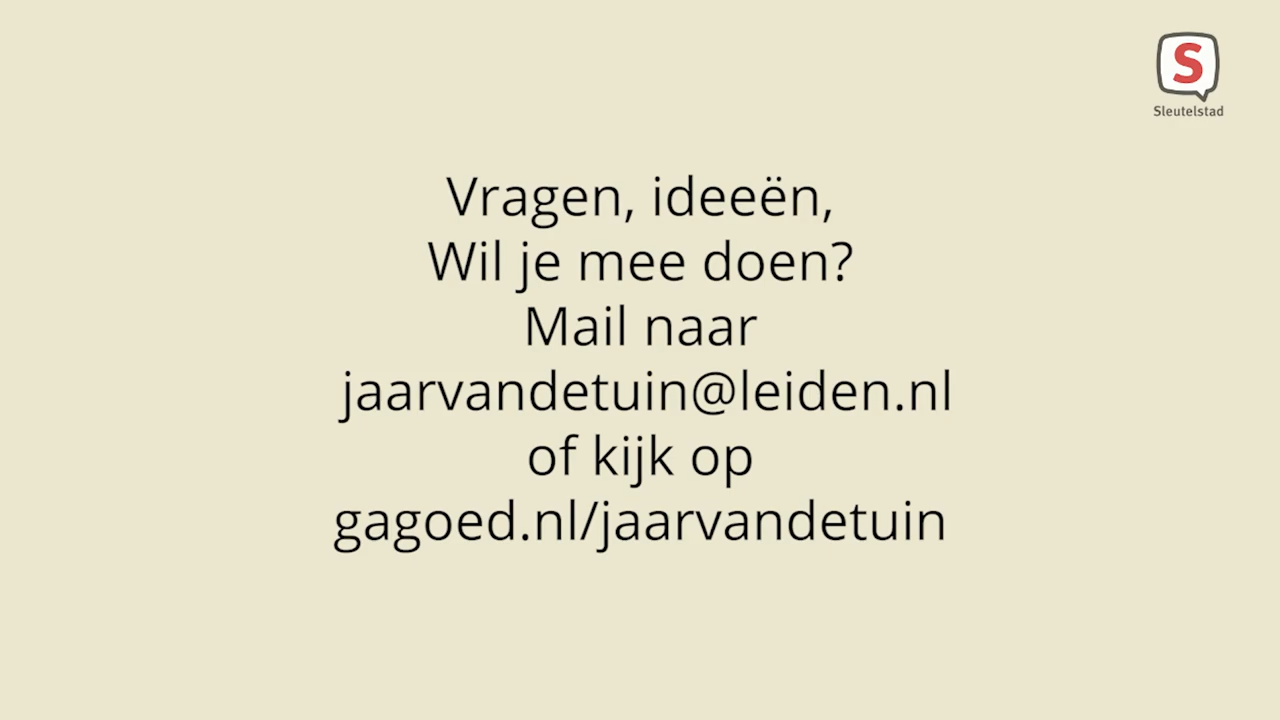 S
Sleutelstad
Vragen, ideeën,
Wil je mee doen?
Mail naar
jaarvandetuin@leiden.nl
of kijk op
gagoed.nl/jaarvandetuin